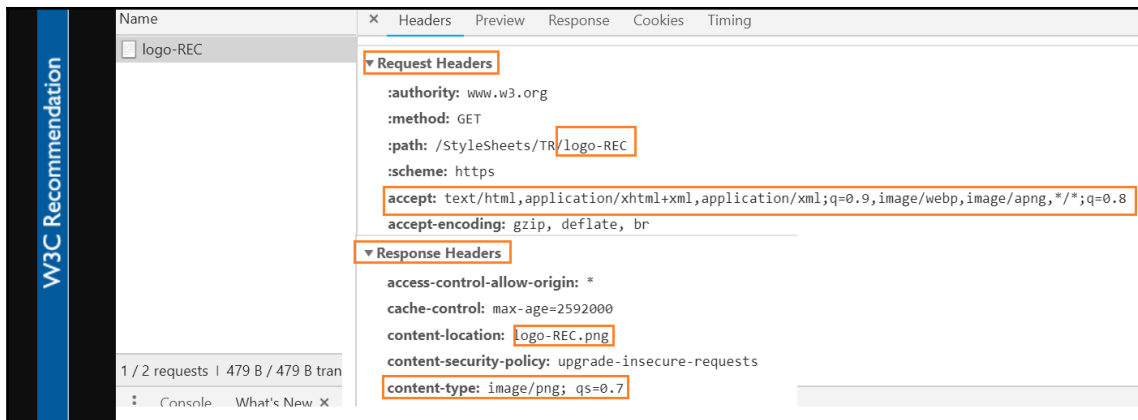 W3C Recommendation
Name
logo-REC
1 / 2 requests | 479 B / 479 B tran
Console What's New ×
× Headers Preview Response Cookies Timing
▼ Request Headers
:authority: www.w3.org
:method: GET
:path: /StyleSheets/TR/logo-REC
:scheme: https
accept: text/html,application/xhtml+xml,application/xml;q=0.9,image/webp,image/apng,*/*;q=0.8
accept-encoding: gzip, deflate, br
▼ Response Headers
access-control-allow-origin: *
cache-control: max-age=2592000
content-location: logo-REC.png
content-security-policy: upgrade-insecure-requests
content-type: image/png; qs=0.7